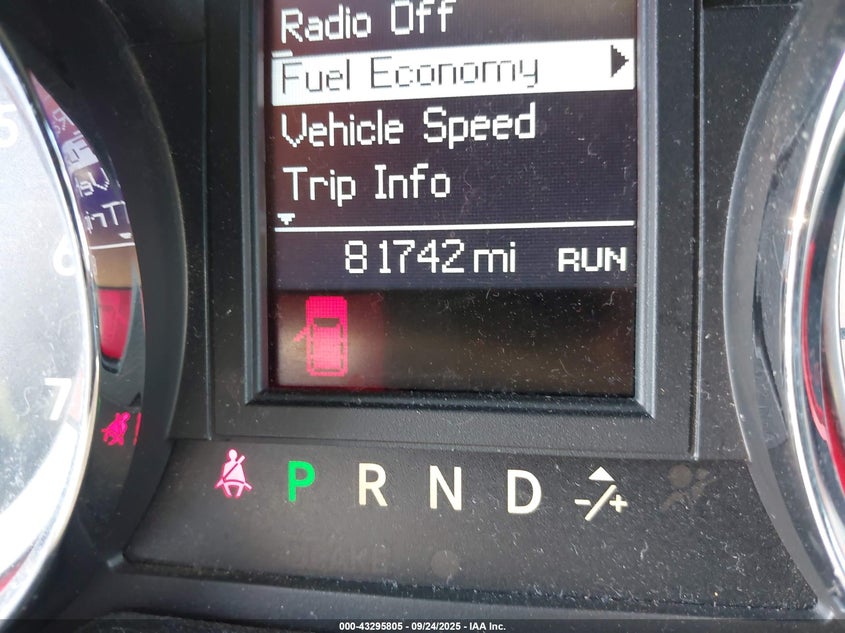 Radio Off
Fuel Economy
Vehicle Speed
Trip Info
81742 mi RUN
5
6
7
P R N D -/+
000-43295805 - 09/24/2025 - IAA Inc.